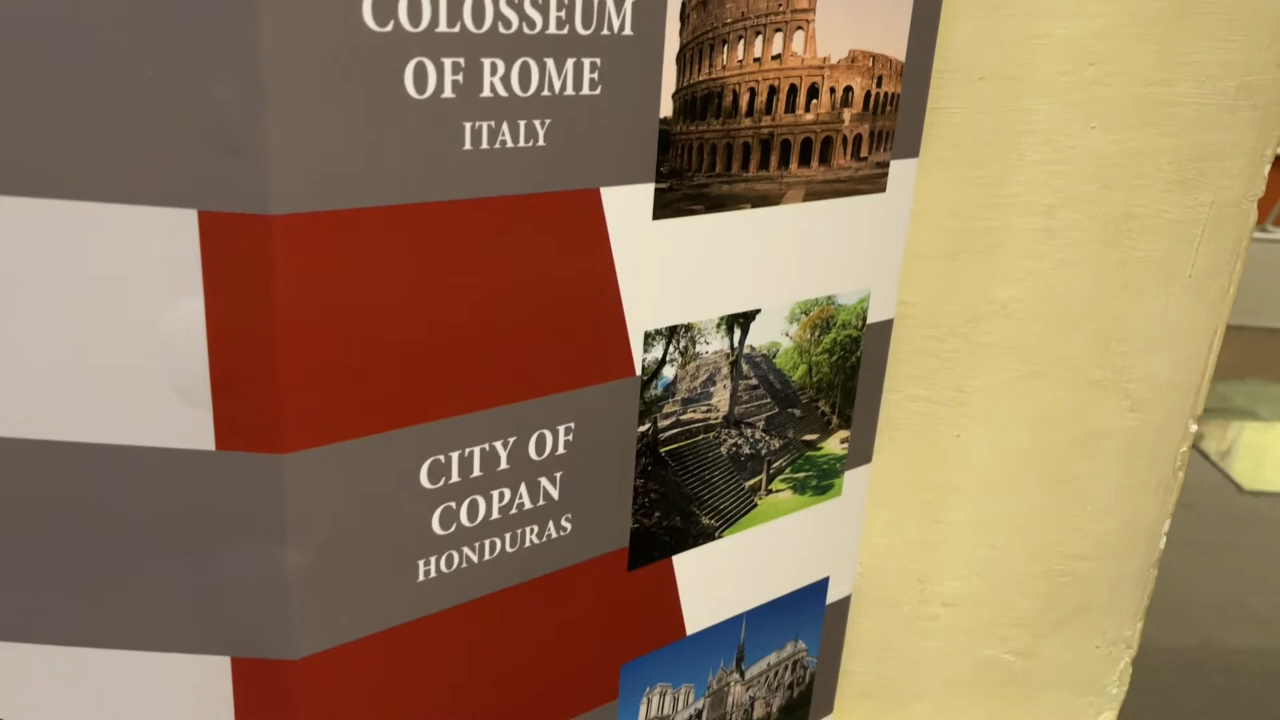 COLOSSEUM
OF ROME
ITALY
CITY OF
COPAN
HONDURAS